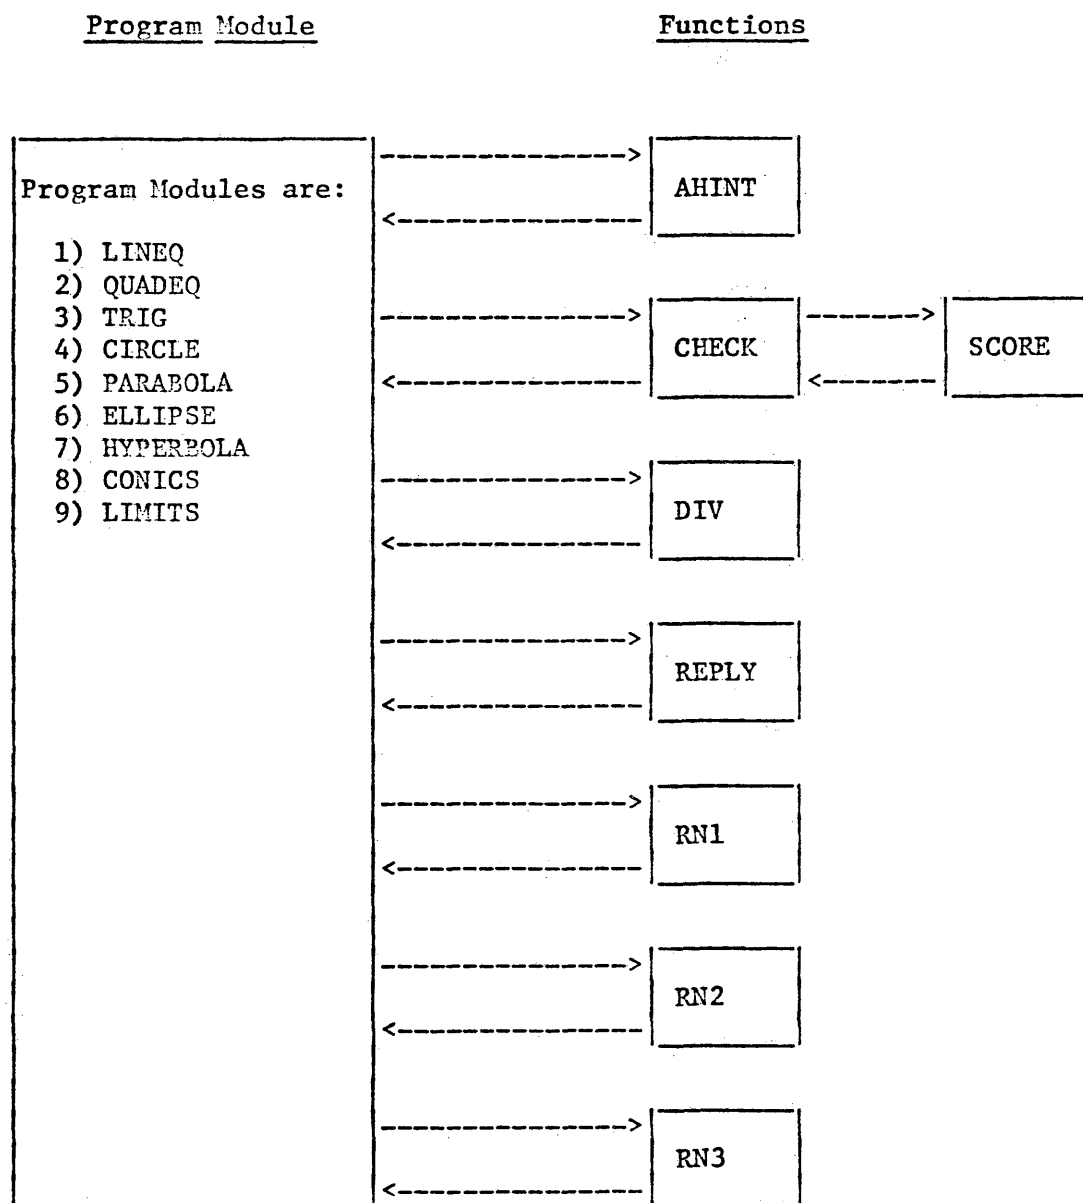 Program Module
Functions
Program Modules are:
1) LINEQ
2) QUADEQ
3) TRIG
4) CIRCLE
5) PARABOLA
6) ELLIPSE
7) HYPERBOLA
8) CONICS
9) LIMITS
AHINT
CHECK
SCORE
DIV
REPLY
RN1
RN2
RN3